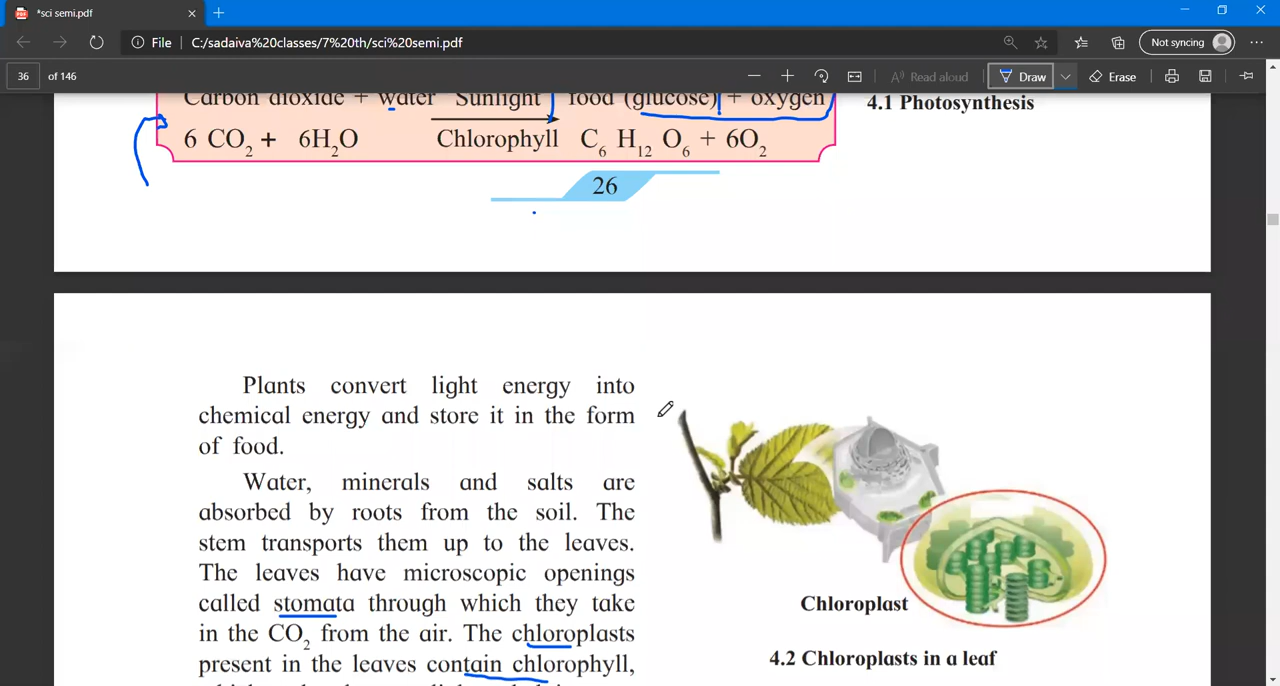 *sci semi.pdf
File C:/sadaiva%20classes/7%20th/sci%20semi.pdf Not syncing
36 of 146 Read aloud Draw Erase
Carbon dioxide + water Sunlight food (glucose) + oxygen
6 CO2 + 6H2O Chlorophyll C6 H12 O6 + 6O2
4.1 Photosynthesis
26
Plants convert light energy into
chemical energy and store it in the form
of food.
Water, minerals and salts are
absorbed by roots from the soil. The
stem transports them up to the leaves.
The leaves have microscopic openings
called stomata through which they take
in the CO2 from the air. The chloroplasts
present in the leaves contain chlorophyll,
Chloroplast
4.2 Chloroplasts in a leaf